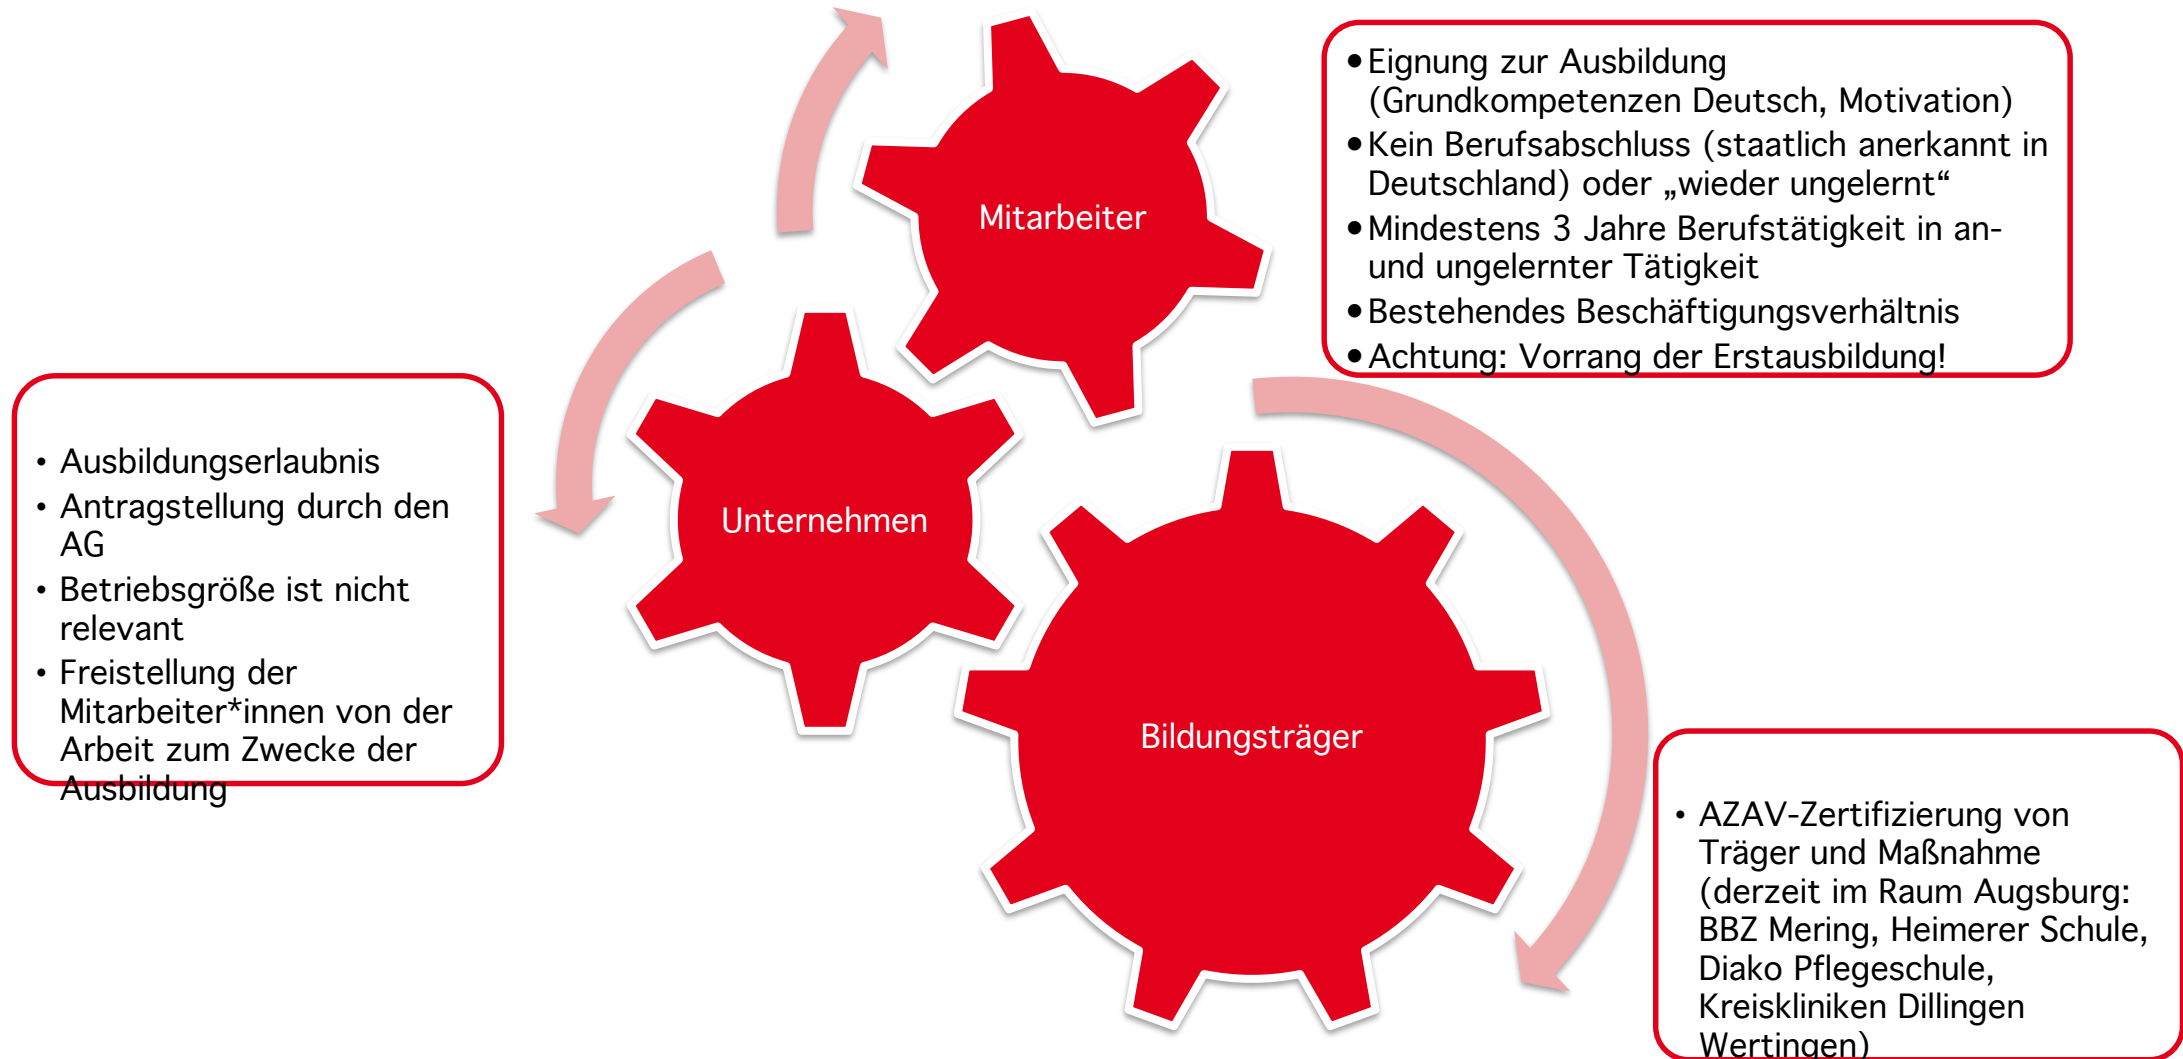 Mitarbeiter
• Eignung zur Ausbildung
(Grundkompetenzen Deutsch, Motivation)
• Kein Berufsabschluss (staatlich anerkannt in
Deutschland) oder „wieder ungelernt“
• Mindestens 3 Jahre Berufstätigkeit in an-
und ungelernter Tätigkeit
• Bestehendes Beschäftigungsverhältnis
• Achtung: Vorrang der Erstausbildung!
Unternehmen
• Ausbildungserlaubnis
• Antragstellung durch den
AG
• Betriebsgröße ist nicht
relevant
• Freistellung der
Mitarbeiter*innen von der
Arbeit zum Zwecke der
Ausbildung
Bildungsträger
• AZAV-Zertifizierung von
Träger und Maßnahme
(derzeit im Raum Augsburg:
BBZ Mering, Heimerer Schule,
Diako Pflegeschule,
Kreiskliniken Dillingen
Wertingen)